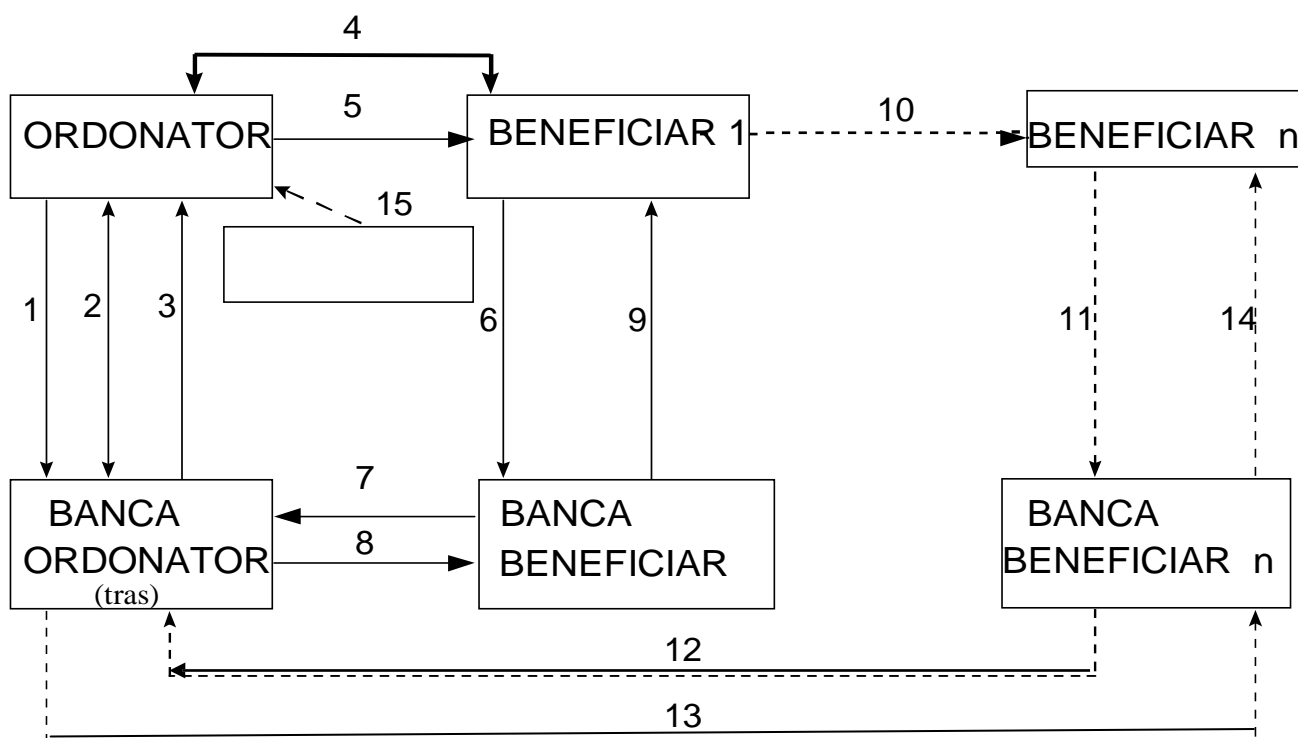 4
5
10
ORDONATOR
BENEFICIAR 1
BENEFICIAR n
15
1
2
3
6
9
11
14
7
8
BANCA
ORDONATOR
(tras)
BANCA
BENEFICIAR
BANCA
BENEFICIAR n
12
13